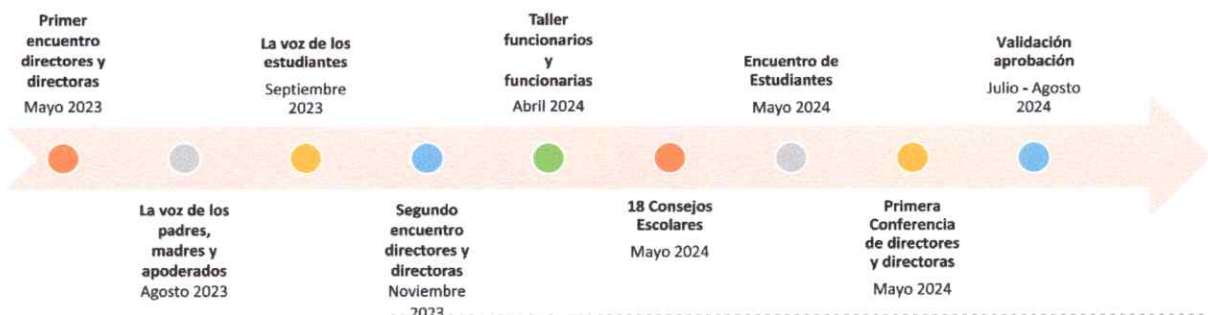 Primer
encuentro
directores y
directoras
Mayo 2023
La voz de los
padres,
madres y
apoderados
Agosto 2023
La voz de los
estudiantes
Septiembre
2023
Segundo
encuentro
directores y
directoras
Noviembre
2023
Taller
funcionarios
y
funcionarias
Abril 2024
18 Consejos
Escolares
Mayo 2024
Encuentro de
Estudiantes
Mayo 2024
Primera
Conferencia
de directores
y directoras
Mayo 2024
Validación
aprobación
Julio - Agosto
2024